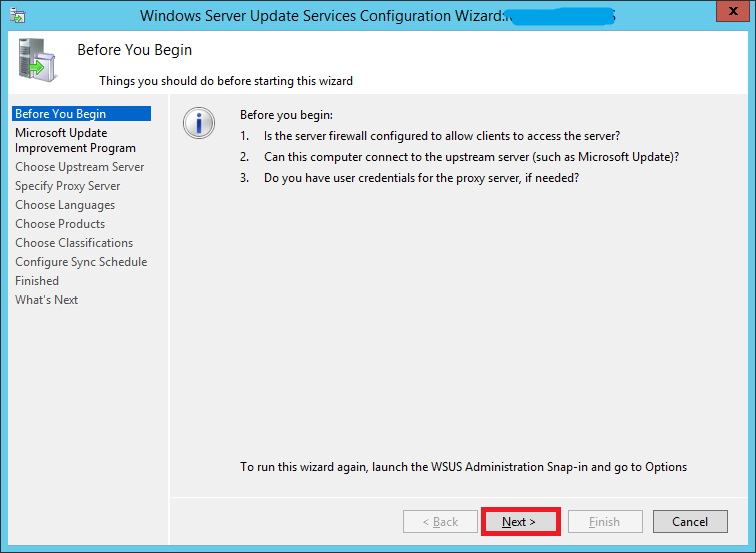 Windows Server Update Services Configuration Wizard:
Before You Begin
Things you should do before starting this wizard
Before You Begin
Microsoft Update
Improvement Program
Choose Upstream Server
Specify Proxy Server
Choose Languages
Choose Products
Choose Classifications
Configure Sync Schedule
Finished
What's Next
Before you begin:
1. Is the server firewall configured to allow clients to access the server?
2. Can this computer connect to the upstream server (such as Microsoft Update)?
3. Do you have user credentials for the proxy server, if needed?
To run this wizard again, launch the WSUS Administration Snap-in and go to Options
< Back
Next >
Finish
Cancel